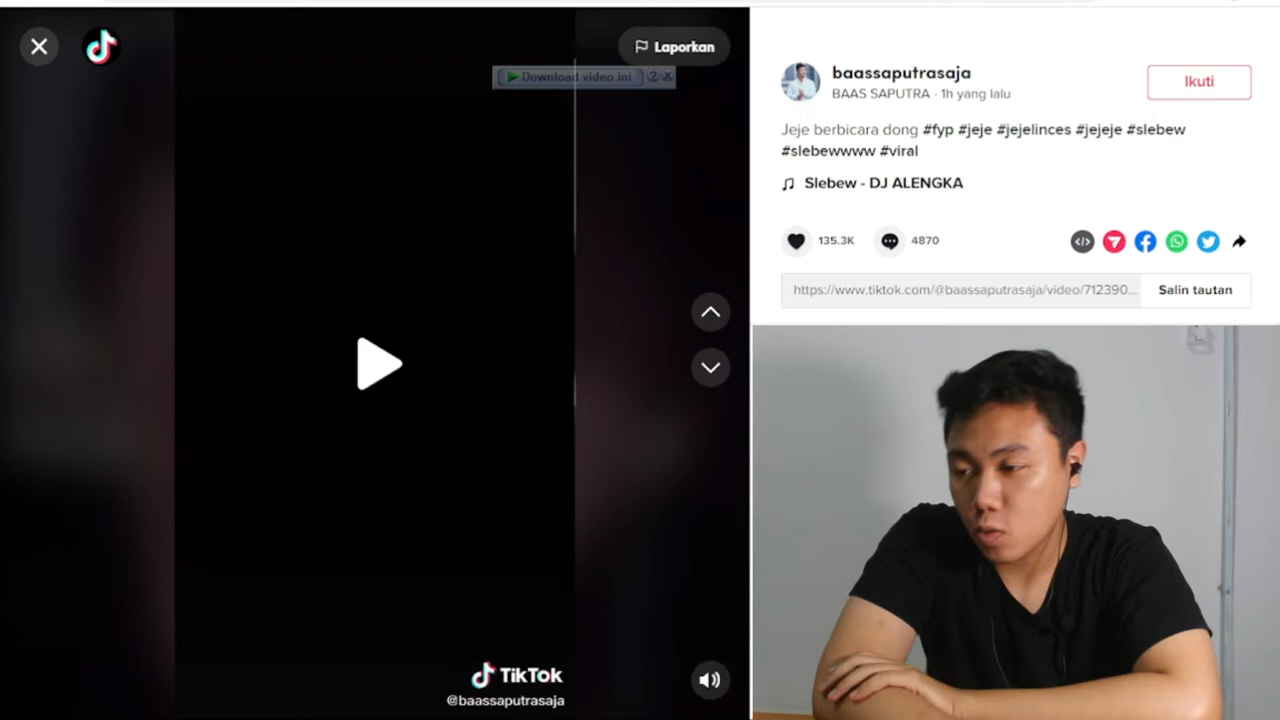 Laporkan
Download video ini
?
X
TikTok
@baassaputrasaja
baassaputrasaja
BAAS SAPUTRA · 1h yang lalu
Ikuti
Jeje berbicara dong #fyp #jeje #jejelinces #jejeje #slebew
#slebewwww #viral
Slebew - DJ ALENGKA
135.3K
4870
https://www.tiktok.com/@baassaputrasaja/video/712390...
Salin tautan